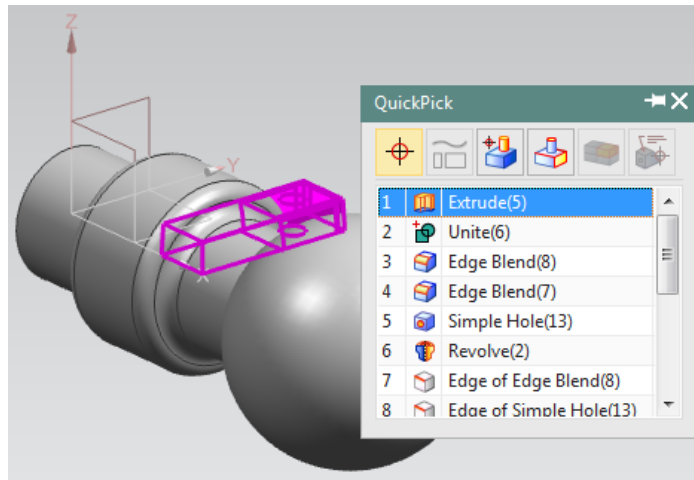 Z
Y
X
QuickPick
1 Extrude(5)
2 Unite(6)
3 Edge Blend(8)
4 Edge Blend(7)
5 Simple Hole(13)
6 Revolve(2)
7 Edge of Edge Blend(8)
8 Edge of Simple Hole(13)